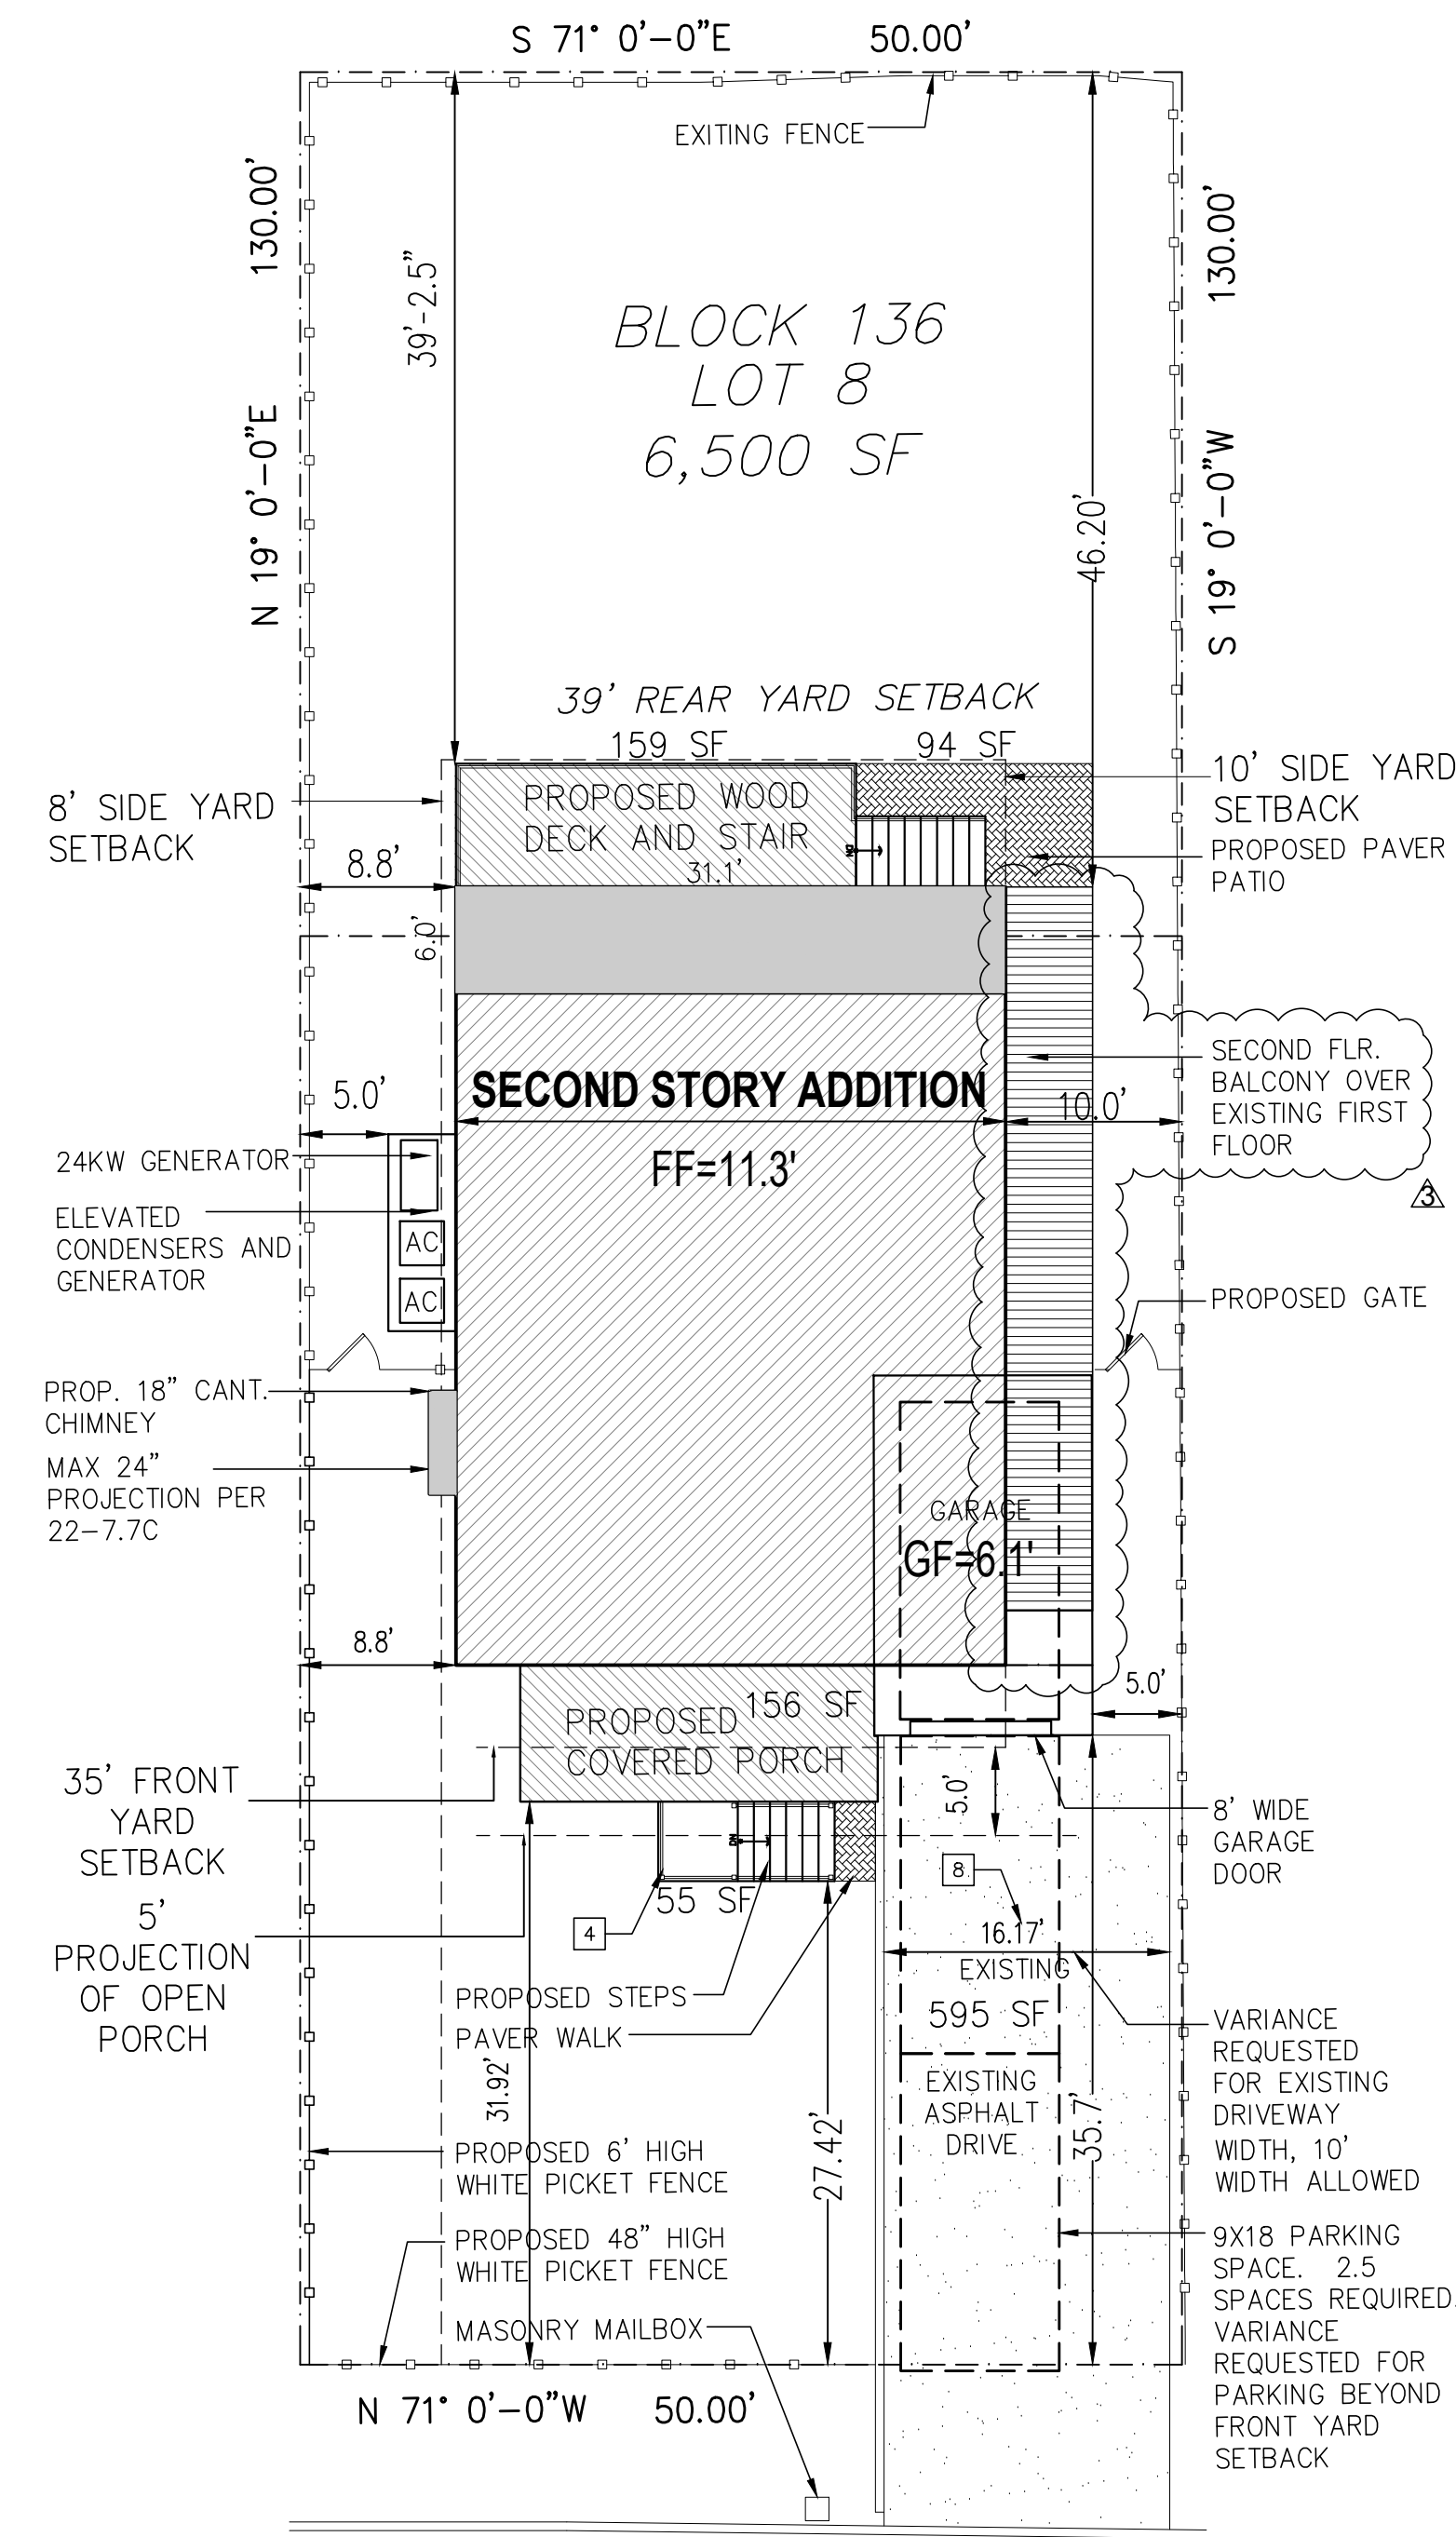 S 71° 0'-0"E 50.00'
EXITING FENCE
130.00'
N 19° 0'-0"E
130.00'
S 19° 0'-0"W
39'-2.5"
46.20'
BLOCK 136
LOT 8
6,500 SF
39' REAR YARD SETBACK
159 SF
94 SF
8' SIDE YARD
SETBACK
10' SIDE YARD
SETBACK
PROPOSED WOOD
DECK AND STAIR
31.1'
DN
PROPOSED PAVER
PATIO
8.8'
6.0'
5.0'
SECOND STORY ADDITION
FF=11.3'
10.0'
SECOND FLR.
BALCONY OVER
EXISTING FIRST
FLOOR
3
24KW GENERATOR
ELEVATED
CONDENSERS AND
GENERATOR
AC
AC
PROPOSED GATE
PROP. 18" CANT.
CHIMNEY
MAX 24"
PROJECTION PER
22-7.7C
GARAGE
GF=6.1'
8.8'
5.0'
156 SF
PROPOSED
COVERED PORCH
35' FRONT
YARD
SETBACK
5'
PROJECTION
OF OPEN
PORCH
5.0'
8' WIDE
GARAGE
DOOR
DN
55 SF
4
8
16.17'
EXISTING
595 SF
PROPOSED STEPS
PAVER WALK
31.92'
27.42'
35.7'
EXISTING
ASPHALT
DRIVE
VARIANCE
REQUESTED
FOR EXISTING
DRIVEWAY
WIDTH, 10'
WIDTH ALLOWED
PROPOSED 6' HIGH
WHITE PICKET FENCE
PROPOSED 48" HIGH
WHITE PICKET FENCE
MASONRY MAILBOX
9X18 PARKING
SPACE. 2.5
SPACES REQUIRED.
VARIANCE
REQUESTED FOR
PARKING BEYOND
FRONT YARD
SETBACK
N 71° 0'-0"W 50.00'